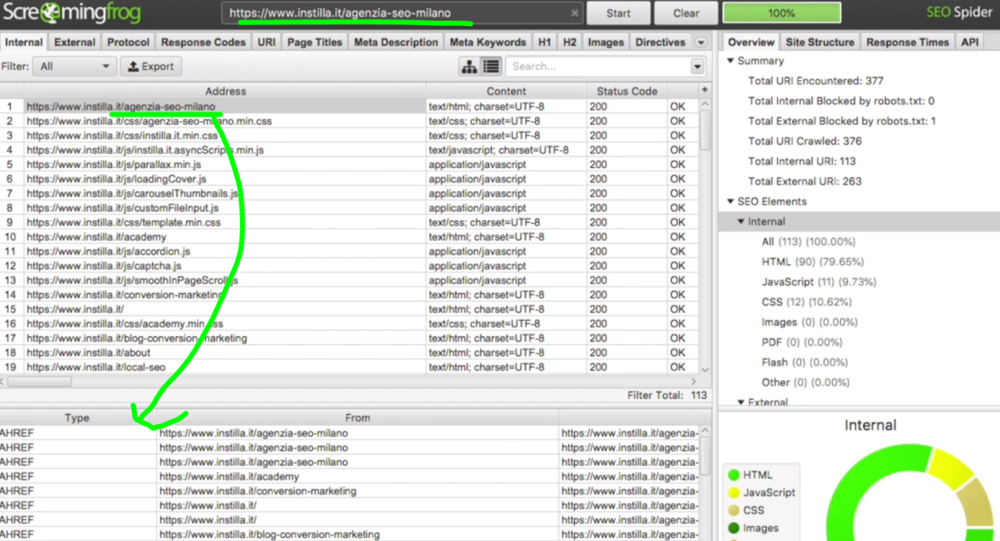 Screamingfrog https://www.instilla.it/agenzia-seo-milano Start Clear 100% SEO Spider
Internal External Protocol Response Codes URI Page Titles Meta Description Meta Keywords H1 H2 Images Directives
Filter: All Export Search...
Address Content Status Code
1 https://www.instilla.it/agenzia-seo-milano text/html; charset=UTF-8 200 OK
2 https://www.instilla.it/css/agenzia-seo-milano.min.css text/css; charset=UTF-8 200 OK
3 https://www.instilla.it/css/instilla.it.min.css text/css; charset=UTF-8 200 OK
4 https://www.instilla.it/js/instilla.it.asyncScripts.min.js text/javascript; charset=UTF-8 200 OK
5 https://www.instilla.it/js/parallax.min.js application/javascript 200 OK
6 https://www.instilla.it/js/loadingCover.js application/javascript 200 OK
7 https://www.instilla.it/js/carouselThumbnails.js application/javascript 200 OK
8 https://www.instilla.it/js/customFileInput.js application/javascript 200 OK
9 https://www.instilla.it/css/template.min.css text/css; charset=UTF-8 200 OK
10 https://www.instilla.it/academy text/html; charset=UTF-8 200 OK
11 https://www.instilla.it/js/accordion.js application/javascript 200 OK
12 https://www.instilla.it/js/captcha.js application/javascript 200 OK
13 https://www.instilla.it/js/smoothInPageScroll.js application/javascript 200 OK
14 https://www.instilla.it/conversion-marketing text/html; charset=UTF-8 200 OK
15 https://www.instilla.it/ text/html; charset=UTF-8 200 OK
16 https://www.instilla.it/css/academy.min.css text/css; charset=UTF-8 200 OK
17 https://www.instilla.it/blog-conversion-marketing text/html; charset=UTF-8 200 OK
18 https://www.instilla.it/about text/html; charset=UTF-8 200 OK
19 https://www.instilla.it/local-seo text/html; charset=UTF-8 200 OK
Filter Total: 113
Type From
AHREF https://www.instilla.it/agenzia-seo-milano https://www.instilla.it/agenzia-
AHREF https://www.instilla.it/agenzia-seo-milano https://www.instilla.it/agenzia-
AHREF https://www.instilla.it/agenzia-seo-milano https://www.instilla.it/agenzia-
AHREF https://www.instilla.it/academy https://www.instilla.it/agenzia-
AHREF https://www.instilla.it/conversion-marketing https://www.instilla.it/agenzia-
AHREF https://www.instilla.it/ https://www.instilla.it/agenzia-
AHREF https://www.instilla.it/ https://www.instilla.it/agenzia-
AHREF https://www.instilla.it/blog-conversion-marketing https://www.instilla.it/agenzia-
Overview Site Structure Response Times API
Summary
Total URI Encountered: 377
Total Internal Blocked by robots.txt: 0
Total External Blocked by robots.txt: 1
Total URI Crawled: 376
Total Internal URI: 113
Total External URI: 263
SEO Elements
Internal
All (113) (100.00%)
HTML (90) (79.65%)
JavaScript (11) (9.73%)
CSS (12) (10.62%)
Images (0) (0.00%)
PDF (0) (0.00%)
Flash (0) (0.00%)
Other (0) (0.00%)
External
Internal
HTML
JavaScript
CSS
Images